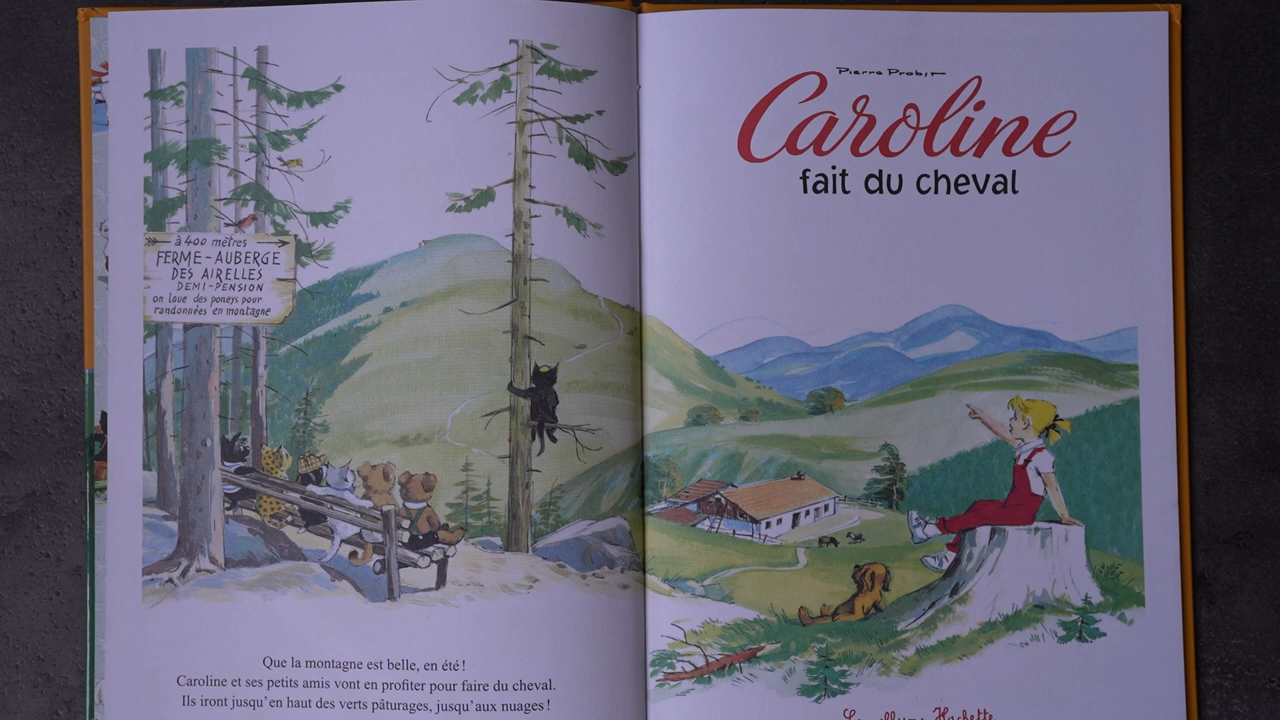 à 400 mètres
FERME-AUBERGE
DES AIRELLES
DEMI-PENSION
on loue des poneys pour
randonnées en montagne
Que la montagne est belle, en été !
Caroline et ses petits amis vont en profiter pour faire du cheval.
Ils iront jusqu'en haut des verts pâturages, jusqu'aux nuages !
Pierre Probst
Caroline
fait du cheval
Hachette